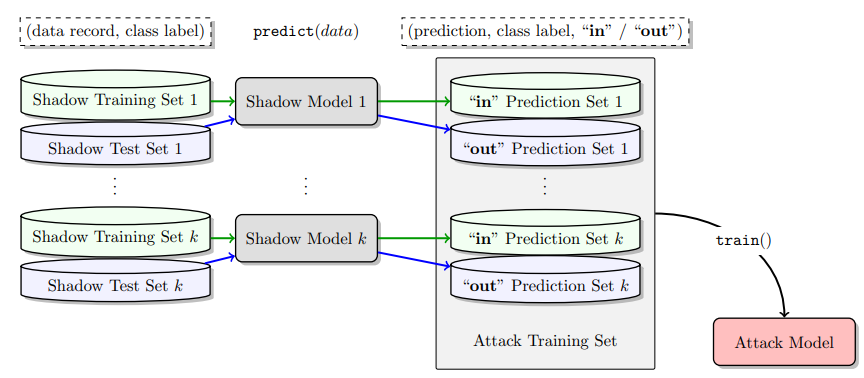 (data record, class label)
predict(data)
(prediction, class label, “in” / “out”)
Shadow Training Set 1
Shadow Model 1
“in” Prediction Set 1
Shadow Test Set 1
“out” Prediction Set 1
⋮ ⋮ ⋮
Shadow Training Set k
Shadow Model k
“in” Prediction Set k
train()
Shadow Test Set k
“out” Prediction Set k
Attack Training Set
Attack Model